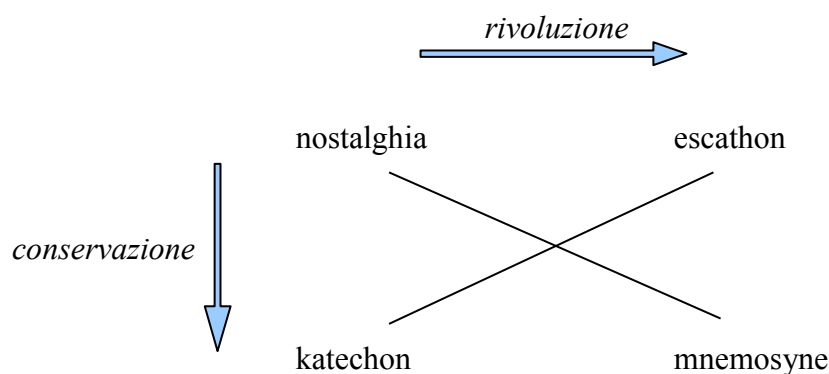 rivoluzione
nostalghia escathon
conservazione
katechon mnemosyne